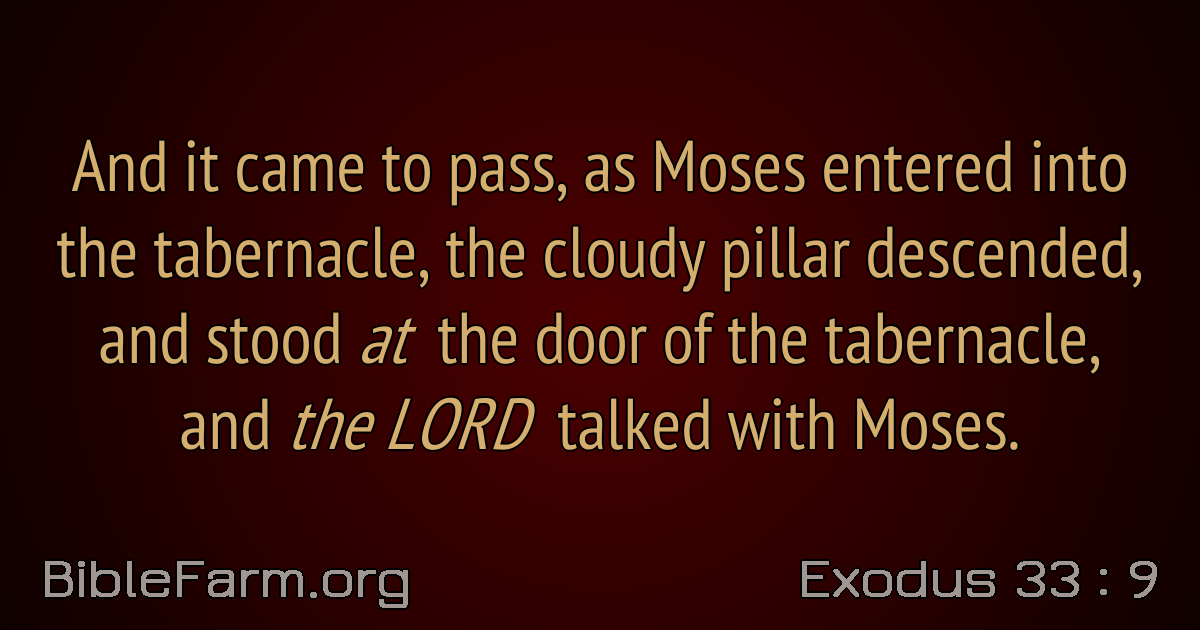 And it came to pass, as Moses entered into
the tabernacle, the cloudy pillar descended,
and stood at the door of the tabernacle,
and the LORD talked with Moses.
BibleFarm.org
Exodus 33 : 9